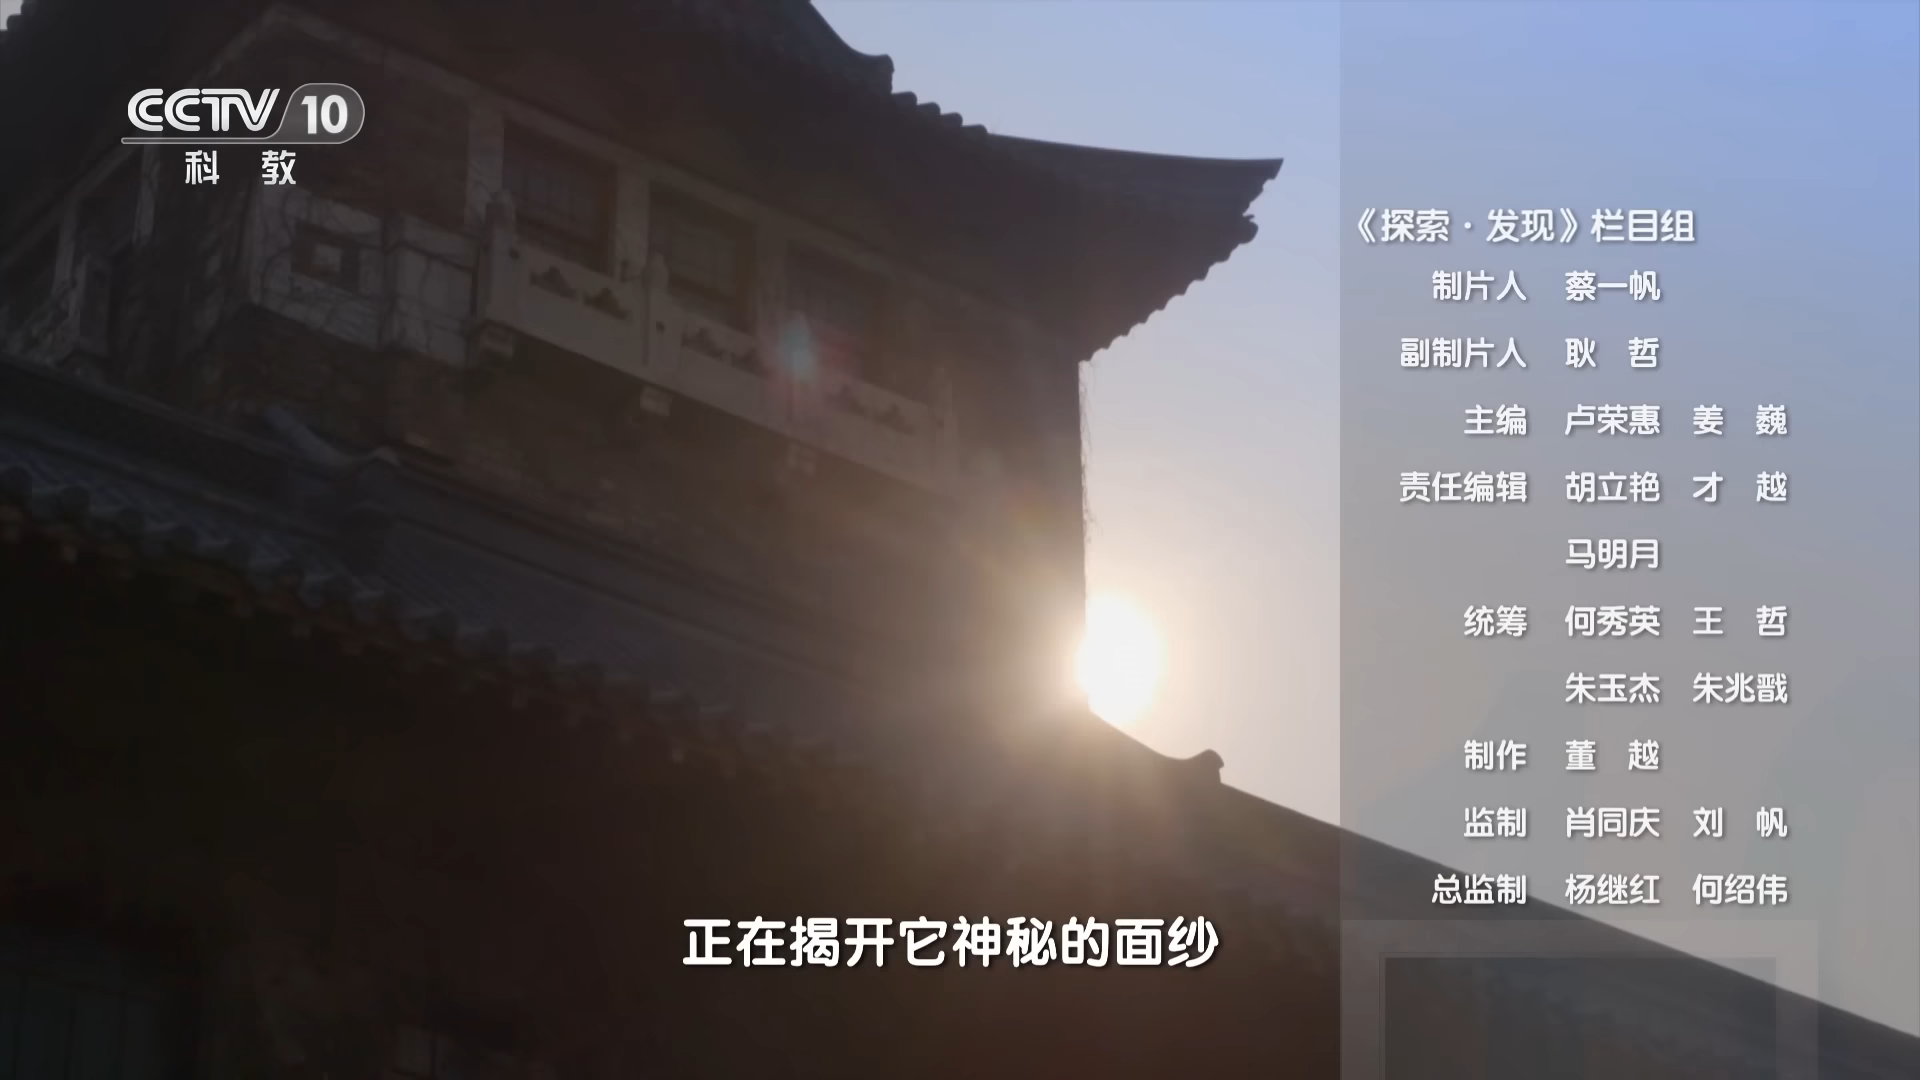 CCTV 10
科 教
《探索·发现》栏目组
制片人 蔡一帆
副制片人 耿 哲
主编 卢荣惠 姜 巍
责任编辑 胡立艳 才 越
马明月
统筹 何秀英 王 哲
朱玉杰 朱兆戬
制作 董 越
监制 肖同庆 刘 帆
总监制 杨继红 何绍伟
正在揭开它神秘的面纱